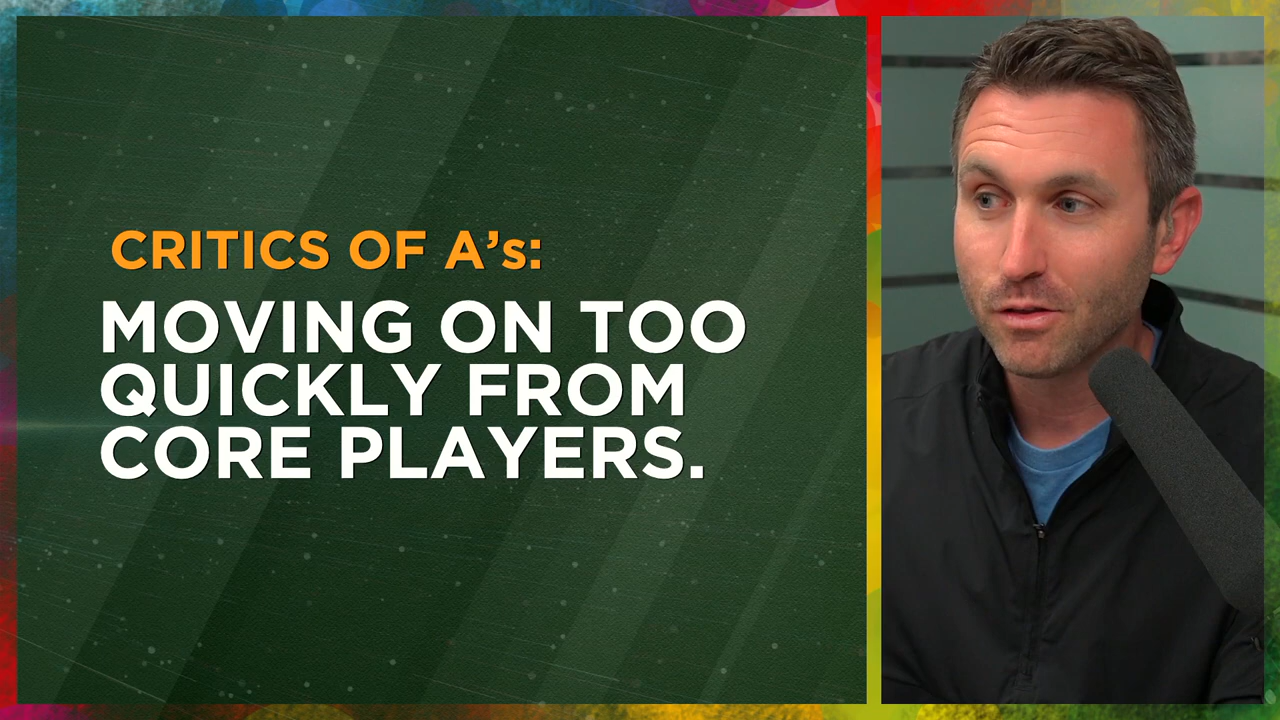 CRITICS OF A’s:
MOVING ON TOO
QUICKLY FROM
CORE PLAYERS.